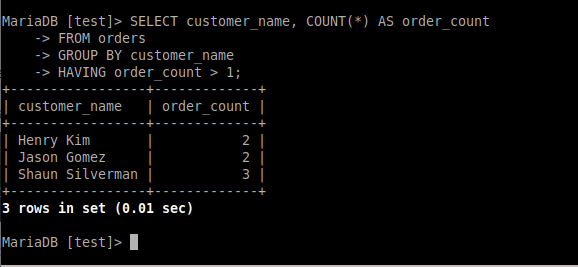 MariaDB [test]> SELECT customer_name, COUNT(*) AS order_count
    -> FROM orders
    -> GROUP BY customer_name
    -> HAVING order_count > 1;
+-----------------+-------------+
| customer_name   | order_count |
+-----------------+-------------+
| Henry Kim       |           2 |
| Jason Gomez     |           2 |
| Shaun Silverman |           3 |
+-----------------+-------------+
3 rows in set (0.01 sec)
MariaDB [test]>